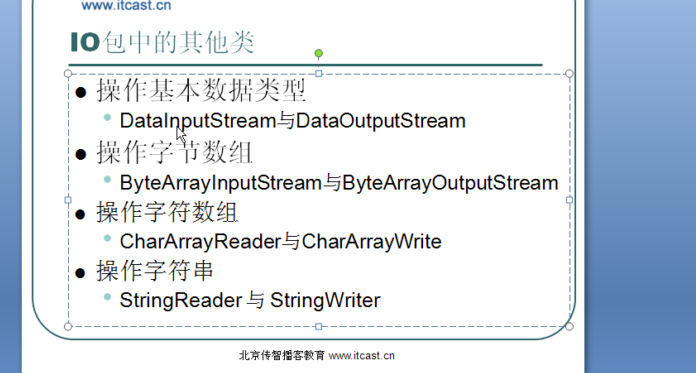 www.itcast.cn
IO包中的其他类
● 操作基本数据类型
• DataInputStream与DataOutputStream
● 操作字节数组
• ByteArrayInputStream与ByteArrayOutputStream
● 操作字符数组
• CharArrayReader与CharArrayWrite
● 操作字符串
• StringReader 与 StringWriter
北京传智播客教育 www.itcast.cn